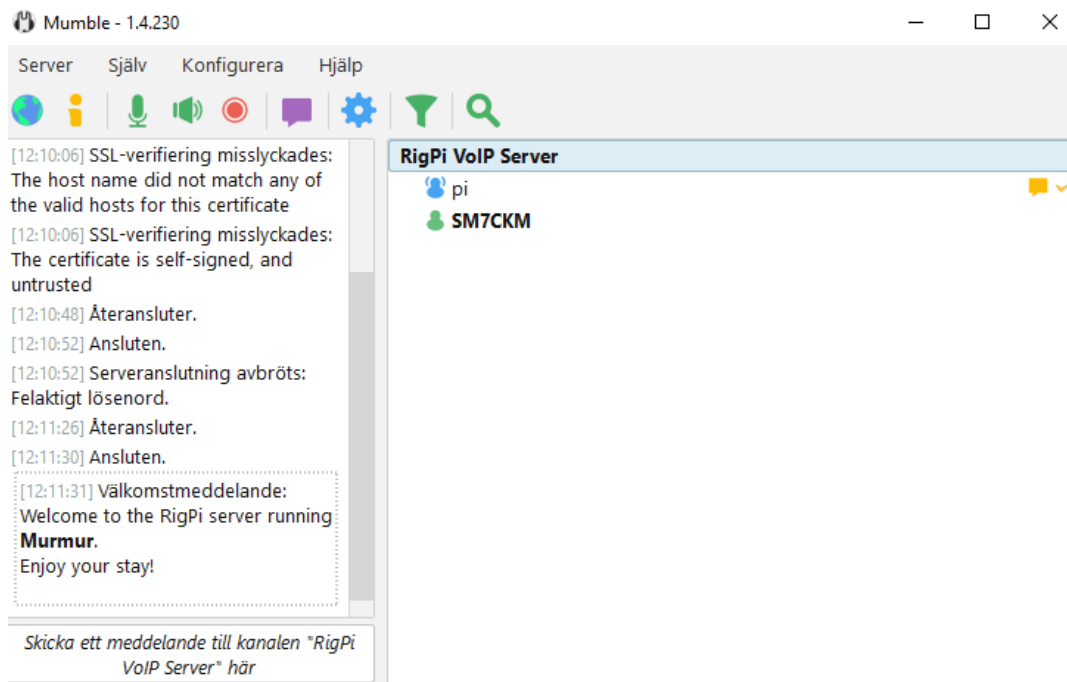 Mumble - 1.4.230
Server Själv Konfigurera Hjälp
[12:10:06] SSL-verifiering misslyckades:
The host name did not match any of
the valid hosts for this certificate
[12:10:06] SSL-verifiering misslyckades:
The certificate is self-signed, and
untrusted
[12:10:48] Återansluter.
[12:10:52] Ansluten.
[12:10:52] Serveranslutning avbröts:
Felaktigt lösenord.
[12:11:26] Återansluter.
[12:11:30] Ansluten.
[12:11:31] Välkomstmeddelande:
Welcome to the RigPi server running
Murmur.
Enjoy your stay!
Skicka ett meddelande till kanalen "RigPi
VoIP Server" här
RigPi VoIP Server
pi
SM7CKM